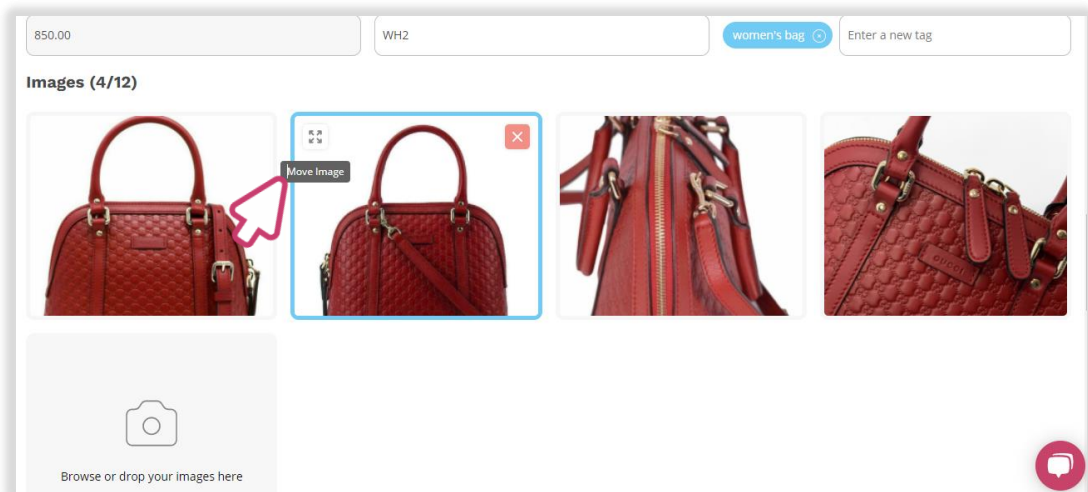 850.00
WH2
women's bag
Enter a new tag
Images (4/12)
Move Image
GUCCI
Browse or drop your images here